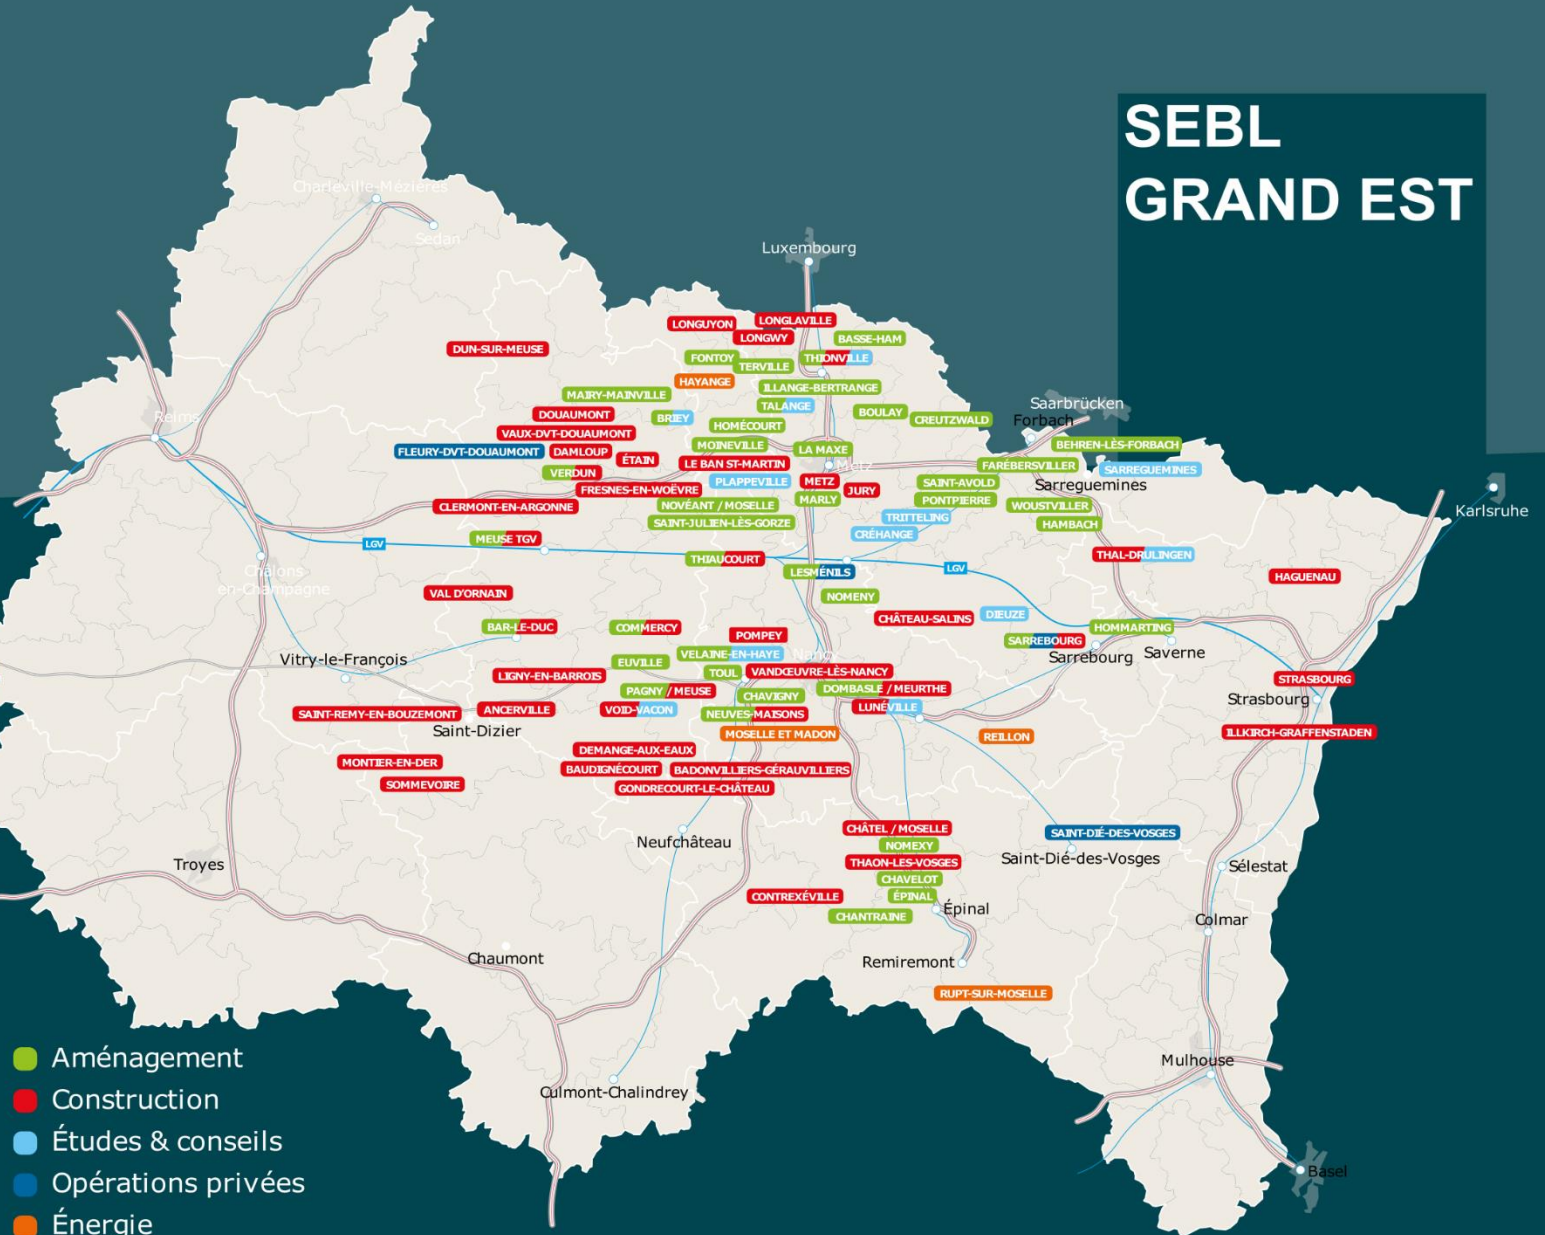 SEBL
GRAND EST
Charleville-Mézières
Sedan
Luxembourg
LONGUYON
LONGLAVILLE
LONGWY
BASSE-HAM
DUN-SUR-MEUSE
FONTOY
TERVILLE
THIONVILLE
HAYANGE
ILLANGE-BERTRANGE
MAIRY-MAINVILLE
TALANGE
BOULAY
CREUTZWALD
Saarbrücken
Forbach
Reims
DOUAUMONT
BRIEY
HOMÉCOURT
VAUX-DVT-DOUAUMONT
MOINEVILLE
LA MAXE
BEHREN-LÈS-FORBACH
FLEURY-DVT-DOUAUMONT
DAMLOUP
ÉTAIN
LE BAN ST-MARTIN
Metz
FARÉBERSVILLER
SARREGUEMINES
VERDUN
PLAPPEVILLE
METZ
JURY
SAINT-AVOLD
Sarreguemines
FRESNES-EN-WOËVRE
MARLY
PONTPIERRE
CLERMONT-EN-ARGONNE
NOVÉANT / MOSELLE
WOUSTVILLER
Karlsruhe
SAINT-JULIEN-LÈS-GORZE
TRITTELING
HAMBACH
CRÉHANGE
MEUSE TGV
LGV
THIAUCOURT
THAL-DRULINGEN
LESMÉNILS
LGV
HAGUENAU
Châlons
en-Champagne
VAL D'ORNAIN
NOMENY
CHÂTEAU-SALINS
DIEUZE
BAR-LE-DUC
COMMERCY
POMPEY
HOMMARTING
SARREBOURG
Sarrebourg
Saverne
Vitry-le-François
VELAINE-EN-HAYE
Nancy
EUVILLE
LIGNY-EN-BARROIS
TOUL
VANDŒUVRE-LÈS-NANCY
STRASBOURG
Strasbourg
PAGNY / MEUSE
CHAVIGNY
DOMBASLE / MEURTHE
SAINT-REMY-EN-BOUZEMONT
ANCERVILLE
VOID-VACON
NEUVES-MAISONS
LUNÉVILLE
Saint-Dizier
MOSELLE ET MADON
REILLON
ILLKIRCH-GRAFFENSTADEN
DEMANGE-AUX-EAUX
MONTIER-EN-DER
BAUDIGNÉCOURT
BADONVILLIERS-GÉRAUVILLIERS
SOMMEVOIRE
GONDRECOURT-LE-CHÂTEAU
CHÂTEL / MOSELLE
SAINT-DIÉ-DES-VOSGES
Neufchâteau
NOMEXY
Saint-Dié-des-Vosges
Troyes
THAON-LES-VOSGES
Sélestat
CHAVELOT
CONTREXÉVILLE
ÉPINAL
Épinal
CHANTRAINE
Colmar
Chaumont
Remiremont
RUPT-SUR-MOSELLE
Mulhouse
Culmont-Chalindrey
Basel
Aménagement
Construction
Études & conseils
Opérations privées
Énergie